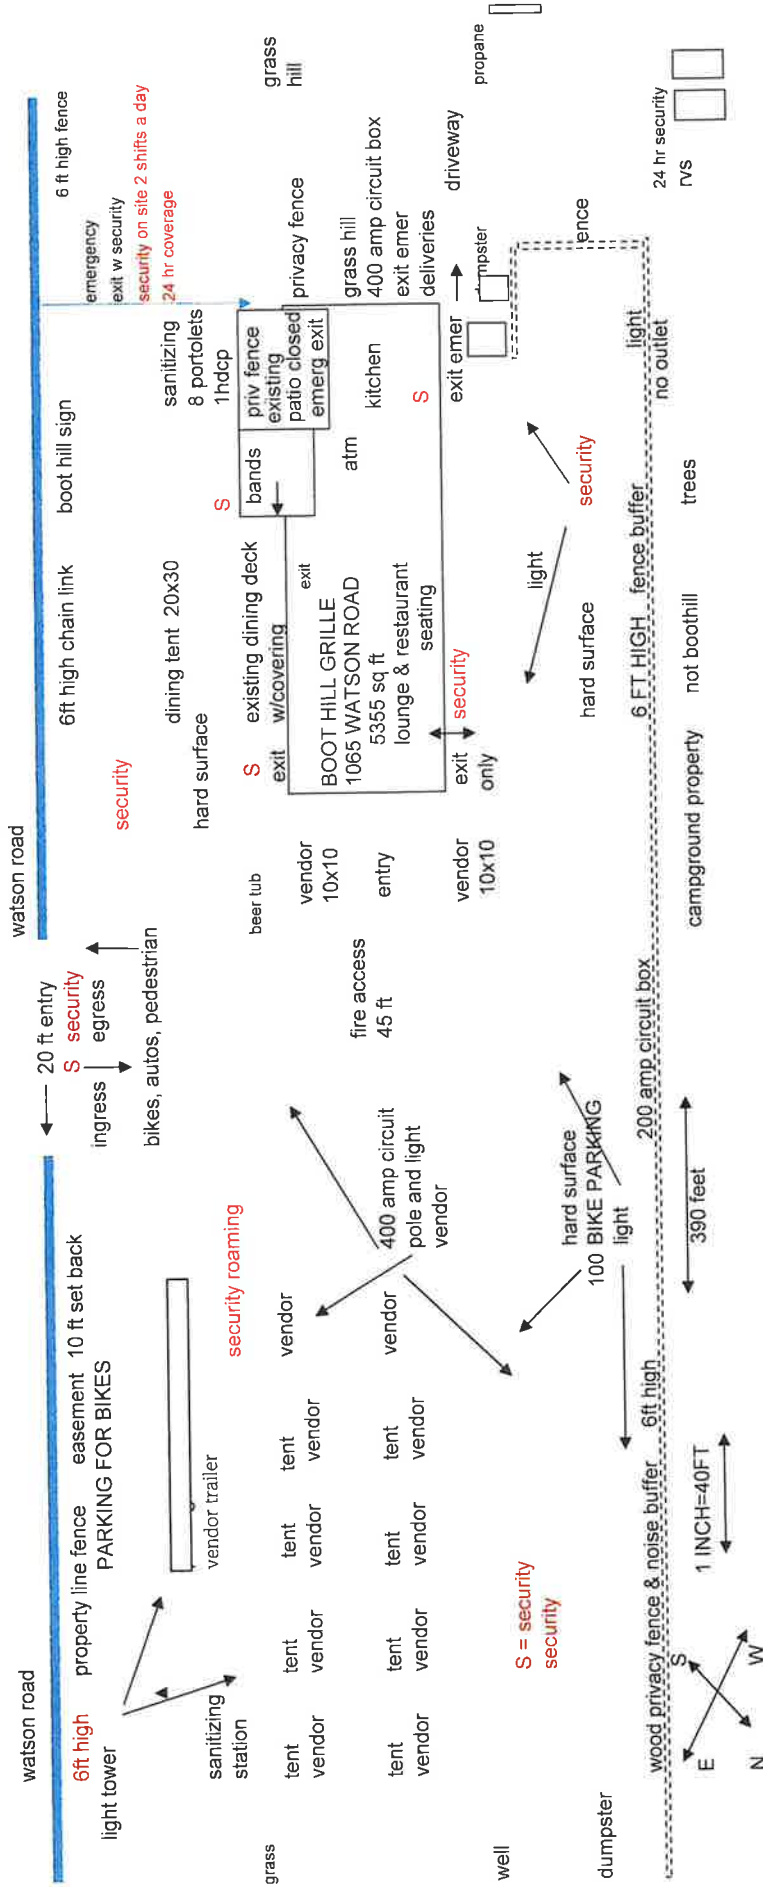 watson road
watson road
6ft high
property line fence
easement 10 ft set back
PARKING FOR BIKES
light tower
20 ft entry
S security
ingress
egress
bikes, autos, pedestrian
6ft high chain link
boot hill sign
6 ft high fence
emergency
exit w security
security on site 2 shifts a day
24 hr coverage
security
dining tent 20x30
hard surface
sanitizing
8 portolets
1hdcp
vendor trailer
sanitizing
station
security roaming
grass
tent
vendor
tent
vendor
tent
vendor
tent
vendor
vendor
tent
vendor
tent
vendor
tent
vendor
tent
vendor
vendor
400 amp circuit
pole and light
vendor
fire access
45 ft
beer tub
vendor
10x10
entry
vendor
10x10
S
exit
existing dining deck
w/covering
S
bands
priv fence
existing
patio closed
emerg exit
exit
BOOT HILL GRILLE
1065 WATSON ROAD
5355 sq ft
lounge & restaurant
seating
atm
kitchen
S
privacy fence
grass hill
400 amp circuit box
exit emer
deliveries
grass
hill
exit
only
security
exit emer
driveway
propane
well
dumpster
S = security
security
hard surface
100 BIKE PARKING
light
light
security
hard surface
ence
wood privacy fence & noise buffer
6ft high
200 amp circuit box
6 FT HIGH
fence buffer
light
no outlet
24 hr security
rvs
E
S
N
W
1 INCH=40FT
390 feet
campground property
not boothill
trees